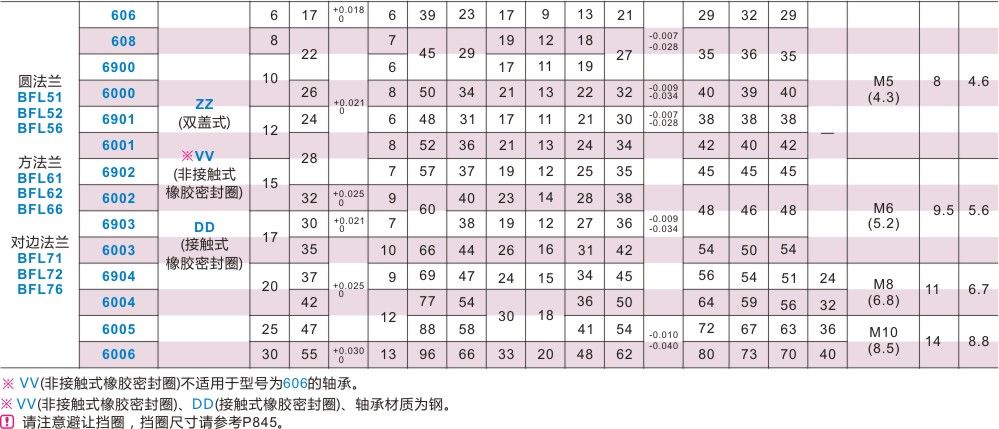 606 6 17 +0.018 0 6 39 23 17 9 13 21 29 32 29
608 8 22 7 45 29 19 12 18 27 -0.007 -0.028 35 36 35
6900 10 6 17 11 19
6000 26 +0.021 0 8 50 34 21 13 22 32 -0.009 -0.034 40 39 40 M5 (4.3) 8 4.6
6901 12 24 6 48 31 17 11 21 30 -0.007 -0.028 38 38 38 —
6001 28 8 52 36 21 13 24 34 42 40 42
6902 15 7 57 37 19 12 25 35 45 45 45
6002 32 +0.025 0 9 60 40 23 14 28 38 48 46 48 M6 (5.2) 9.5 5.6
6903 17 30 +0.021 0 7 38 19 12 27 36 -0.009 -0.034
6003 35 10 66 44 26 16 31 42 54 50 54
6904 20 37 +0.025 0 9 69 47 24 15 34 45 56 54 51 24 M8 (6.8) 11 6.7
6004 42 12 77 54 30 18 36 50 64 59 56 32
6005 25 47 88 58 41 54 -0.010 -0.040 72 67 63 36 M10 (8.5) 14 8.8
6006 30 55 +0.030 0 13 96 66 33 20 48 62 80 73 70 40
圆法兰
BFL51
BFL52
BFL56
方法兰
BFL61
BFL62
BFL66
对边法兰
BFL71
BFL72
BFL76
ZZ
(双盖式)
※VV
(非接触式
橡胶密封圈)
DD
(接触式
橡胶密封圈)
※ VV(非接触式橡胶密封圈)不适用于型号为606的轴承。
※ VV(非接触式橡胶密封圈)、DD(接触式橡胶密封圈)、轴承材质为钢。
! 请注意避让挡圈，挡圈尺寸请参考P845。